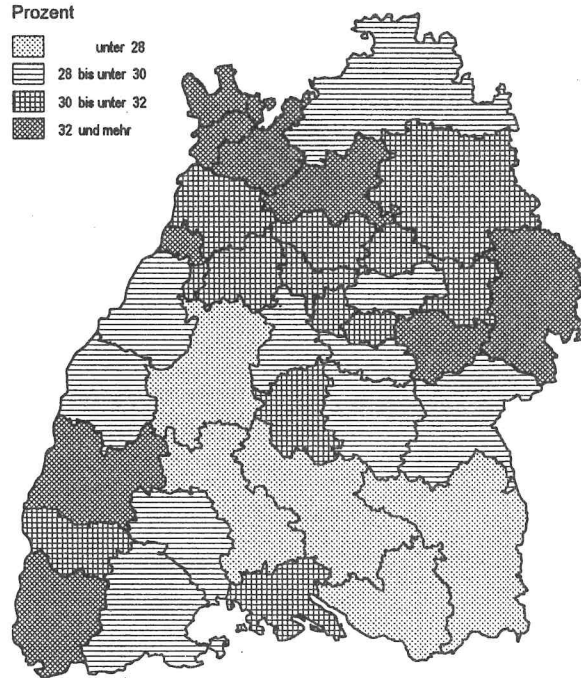 Prozent
unter 28
28 bis unter 30
30 bis unter 32
32 und mehr